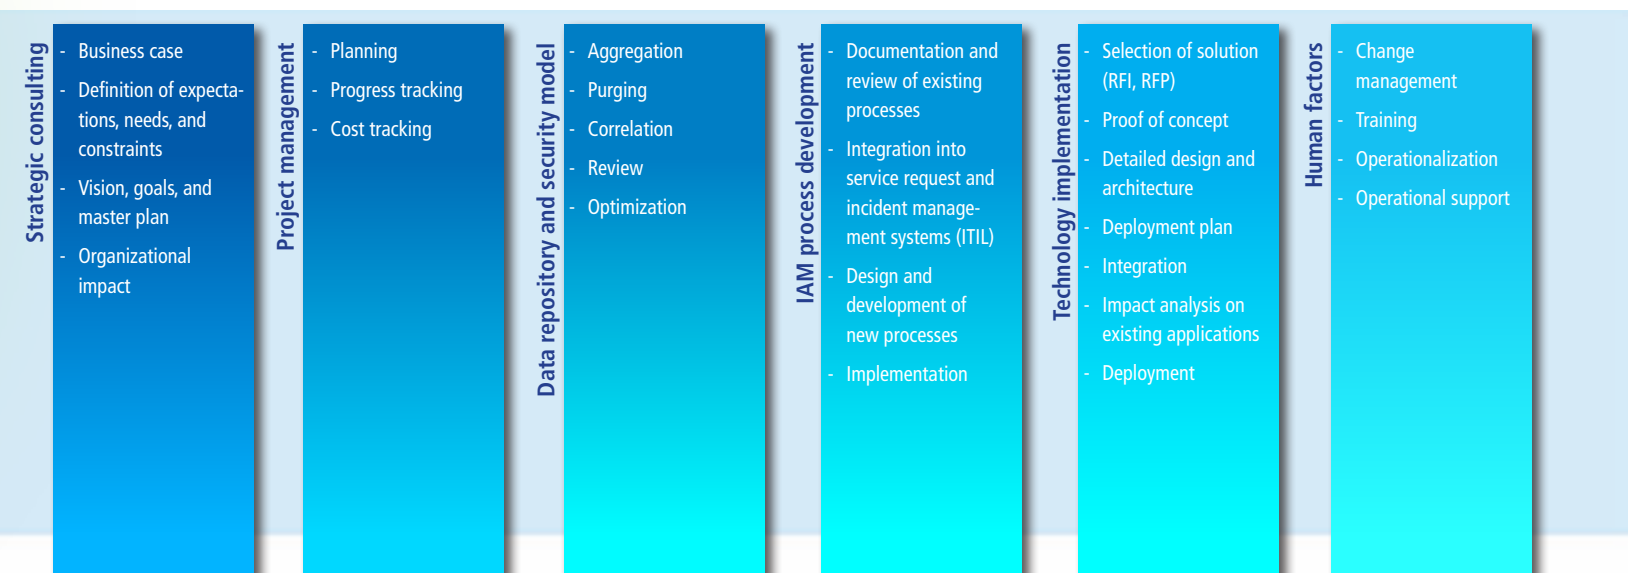 Strategic consulting
- Business case
- Definition of expecta-
tions, needs, and
constraints
- Vision, goals, and
master plan
- Organizational
impact
Project management
- Planning
- Progress tracking
- Cost tracking
Data repository and security model
- Aggregation
- Purging
- Correlation
- Review
- Optimization
IAM process development
- Documentation and
review of existing
processes
- Integration into
service request and
incident manage-
ment systems (ITIL)
- Design and
development of
new processes
- Implementation
Technology implementation
- Selection of solution
(RFI, RFP)
- Proof of concept
- Detailed design and
architecture
- Deployment plan
- Integration
- Impact analysis on
existing applications
- Deployment
Human factors
- Change
management
- Training
- Operationalization
- Operational support